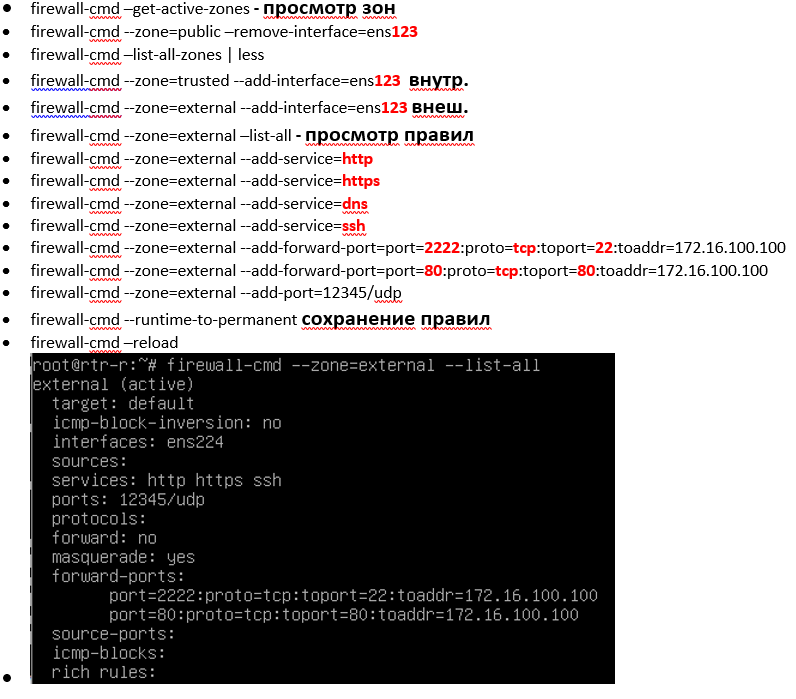 firewall-cmd –get-active-zones - просмотр зон
firewall-cmd --zone=public –remove-interface=ens123
firewall-cmd –list-all-zones | less
firewall-cmd --zone=trusted --add-interface=ens123 внутр.
firewall-cmd --zone=external --add-interface=ens123 внеш.
firewall-cmd --zone=external –list-all - просмотр правил
firewall-cmd --zone=external --add-service=http
firewall-cmd --zone=external --add-service=https
firewall-cmd --zone=external --add-service=dns
firewall-cmd --zone=external --add-service=ssh
firewall-cmd --zone=external --add-forward-port=port=2222:proto=tcp:toport=22:toaddr=172.16.100.100
firewall-cmd --zone=external --add-forward-port=port=80:proto=tcp:toport=80:toaddr=172.16.100.100
firewall-cmd --zone=external --add-port=12345/udp
firewall-cmd --runtime-to-permanent сохранение правил
firewall-cmd –reload
root@rtr-r:~# firewall-cmd --zone=external --list-all
external (active)
target: default
icmp-block-inversion: no
interfaces: ens224
sources:
services: http https ssh
ports: 12345/udp
protocols:
forward: no
masquerade: yes
forward-ports:
port=2222:proto=tcp:toport=22:toaddr=172.16.100.100
port=80:proto=tcp:toport=80:toaddr=172.16.100.100
source-ports:
icmp-blocks:
rich rules: